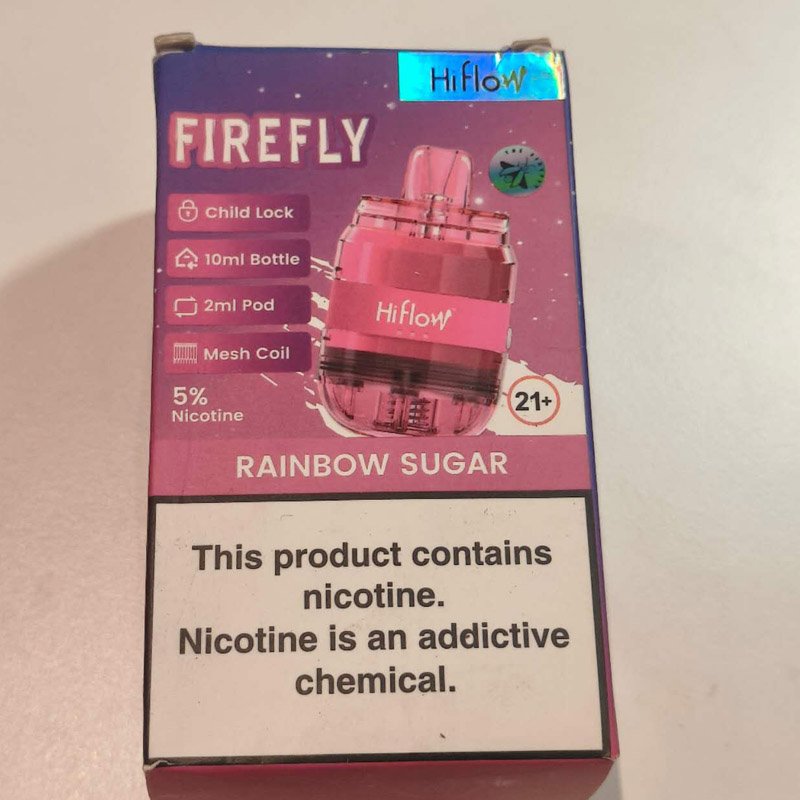 Hiflow
FIREFLY
Child Lock
10ml Bottle
2ml Pod
Mesh Coil
5%
Nicotine
Hiflow
21+
RAINBOW SUGAR
This product contains
nicotine.
Nicotine is an addictive
chemical.